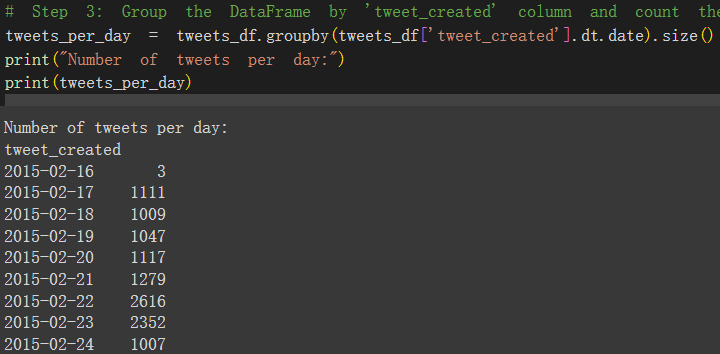 # Step 3: Group the DataFrame by 'tweet_created' column and count the
tweets_per_day = tweets_df.groupby(tweets_df['tweet_created'].dt.date).size()
print("Number of tweets per day:")
print(tweets_per_day)
Number of tweets per day:
tweet_created
2015-02-16 3
2015-02-17 1111
2015-02-18 1009
2015-02-19 1047
2015-02-20 1117
2015-02-21 1279
2015-02-22 2616
2015-02-23 2352
2015-02-24 1007